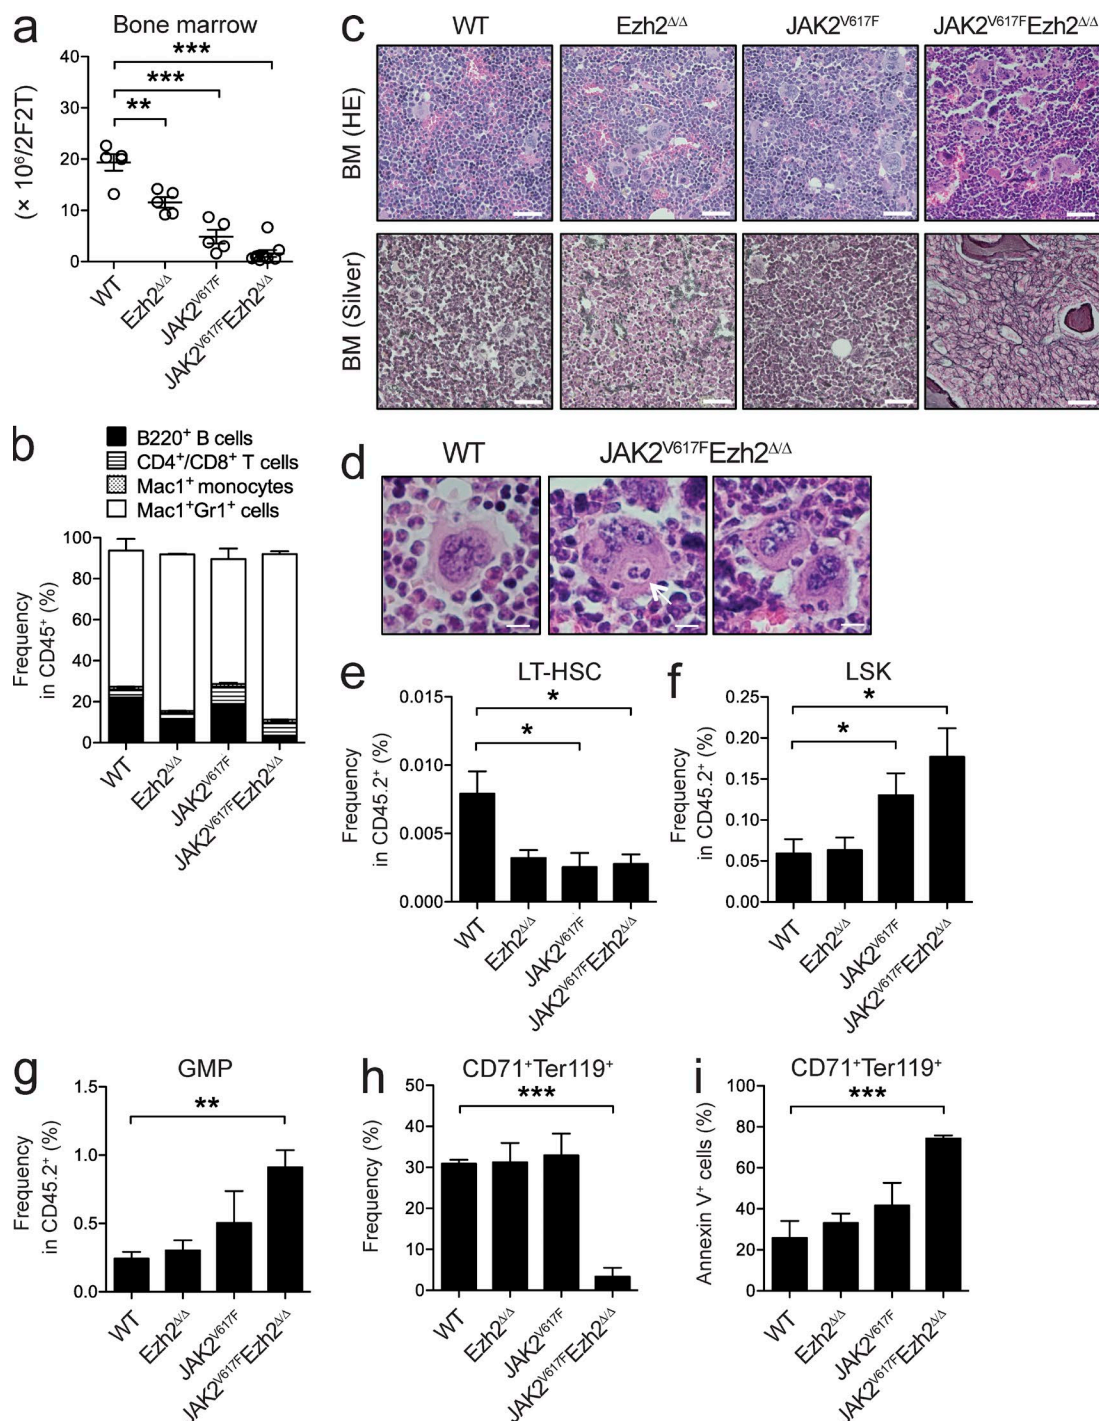 a
Bone marrow
***
***
**
(× 10⁶/2F2T)
40
30
20
10
0
WT
Ezh2Δ/Δ
JAK2V617F
JAK2V617FEzh2Δ/Δ
c
WT
Ezh2Δ/Δ
JAK2V617F
JAK2V617FEzh2Δ/Δ
BM (HE)
BM (Silver)
b
B220⁺ B cells
CD4⁺/CD8⁺ T cells
Mac1⁺ monocytes
Mac1⁺Gr1⁺ cells
Frequency
in CD45⁺ (%)
100
80
60
40
20
0
WT
Ezh2Δ/Δ
JAK2V617F
JAK2V617FEzh2Δ/Δ
d
WT
JAK2V617FEzh2Δ/Δ
e
LT-HSC
*
*
Frequency
in CD45.2⁺ (%)
0.015
0.010
0.005
0.000
WT
Ezh2Δ/Δ
JAK2V617F
JAK2V617FEzh2Δ/Δ
f
LSK
*
*
Frequency
in CD45.2⁺ (%)
0.25
0.20
0.15
0.10
0.05
0.00
WT
Ezh2Δ/Δ
JAK2V617F
JAK2V617FEzh2Δ/Δ
g
GMP
**
Frequency
in CD45.2⁺ (%)
1.5
1.0
0.5
0.0
WT
Ezh2Δ/Δ
JAK2V617F
JAK2V617FEzh2Δ/Δ
h
CD71⁺Ter119⁺
***
Frequency (%)
50
40
30
20
10
0
WT
Ezh2Δ/Δ
JAK2V617F
JAK2V617FEzh2Δ/Δ
i
CD71⁺Ter119⁺
***
Annexin V⁺ cells (%)
100
80
60
40
20
0
WT
Ezh2Δ/Δ
JAK2V617F
JAK2V617FEzh2Δ/Δ